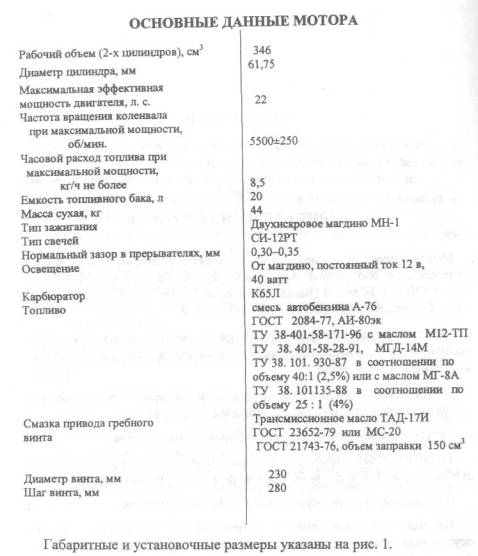 ОСНОВНЫЕ ДАННЫЕ МОТОРА
Рабочий объем (2-х цилиндров), см³ 346
Диаметр цилиндра, мм 61,75
Максимальная эффективная
мощность двигателя, л. с. 22
Частота вращения коленвала
при максимальной мощности,
об/мин. 5500±250
Часовой расход топлива при
максимальной мощности,
кг/ч не более 8,5
Емкость топливного бака, л 20
Масса сухая, кг 44
Тип зажигания Двухискровое магдино МН-1
Тип свечей СИ-12РТ
Нормальный зазор в прерывателях, мм 0,30–0,35
Освещение От магдино, постоянный ток 12 в,
40 ватт
Карбюратор К65Л
Топливо смесь автобензина А-76
ГОСТ 2084-77, АИ-80эк
ТУ 38-401-58-171-96 с маслом М12-ТП
ТУ 38. 401-58-28-91, МГД-14М
ТУ 38. 101. 930-87 в соотношении по
объему 40:1 (2,5%) или с маслом МГ-8А
ТУ 38. 101135-88 в соотношении по
объему 25 : 1 (4%)
Смазка привода гребного Трансмиссионое масло ТАД-17И
винта ГОСТ 23652-79 или МС-20
ГОСТ 21743-76, объем заправки 150 см³
Диаметр винта, мм 230
Шаг винта, мм 280
Габаритные и установочные размеры указаны на рис. 1.